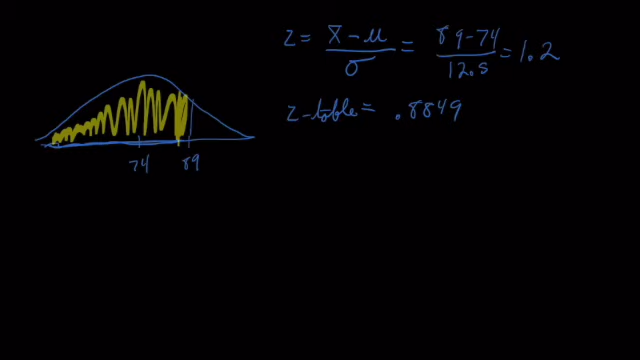 z = x̄ - μ / σ = 89-74 / 12.5 = 1.2
z-table = .8849
74 89